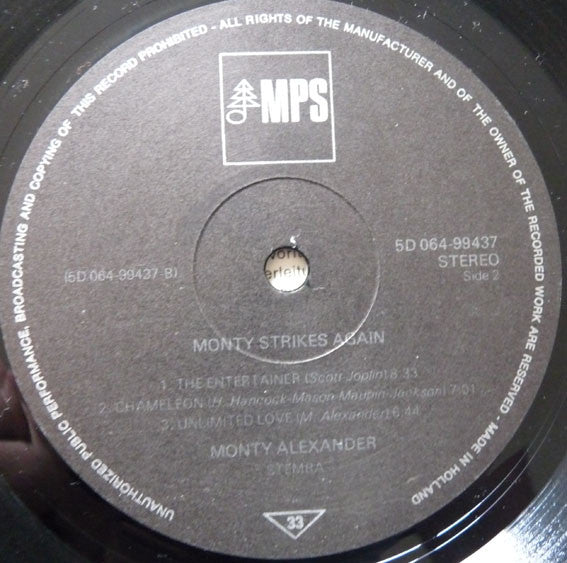 UNAUTHORIZED PUBLIC PERFORMANCE, BROADCASTING AND COPYING OF THIS RECORD PROHIBITED - ALL RIGHTS OF THE MANUFACTURER AND OF THE OWNER OF THE RECORDED WORK ARE RESERVED. MADE IN HOLLAND
MPS
5D 064-99437
STEREO
Side 2
(5D 064-99437-B)
MONTY STRIKES AGAIN
1. THE ENTERTAINER (Scott Joplin) 8:33
2. CHAMELEON (H. Hancock-Mason-Maupin-Jackson) 7:01
3. UNLIMITED LOVE (M. Alexander) 6:44
MONTY ALEXANDER
STEMRA
33